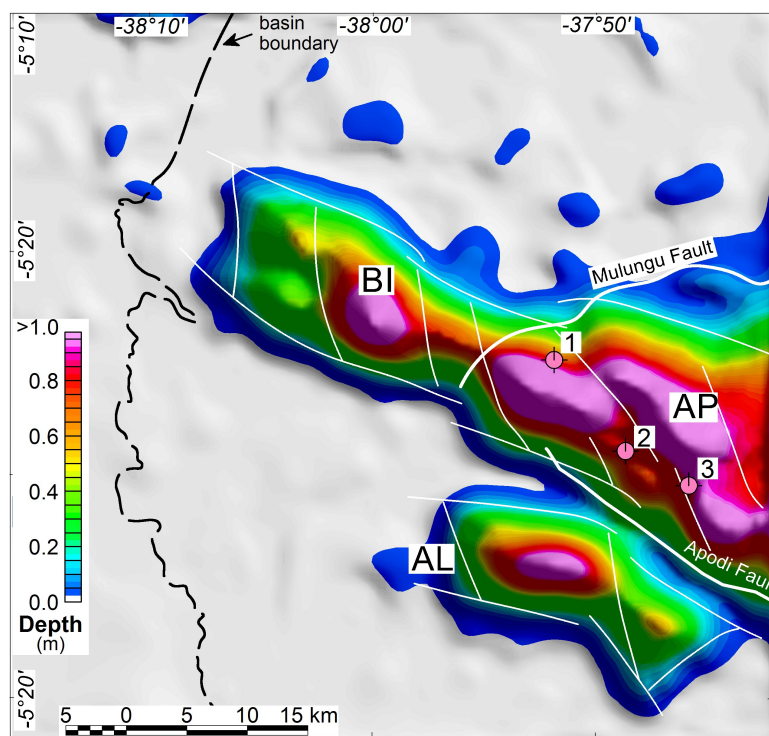 -38°10'
-38°00'
-37°50'
-5°10'
basin
boundary
-5°20'
Mulungu Fault
BI
1
>1.0
0.8
0.6
0.4
0.2
0.0
Depth
(m)
AP
2
3
AL
Apodi Faul
-5°20'
5 0 5 10 15 km